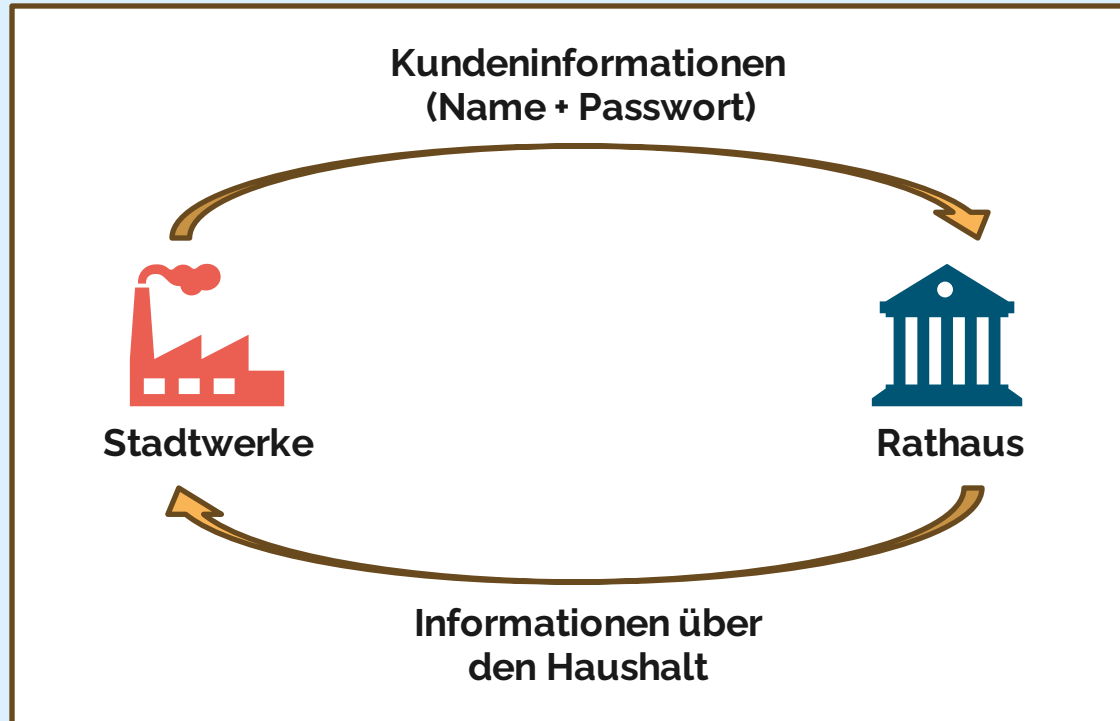 Kundeninformationen
(Name + Passwort)
Stadtwerke
Rathaus
Informationen über
den Haushalt